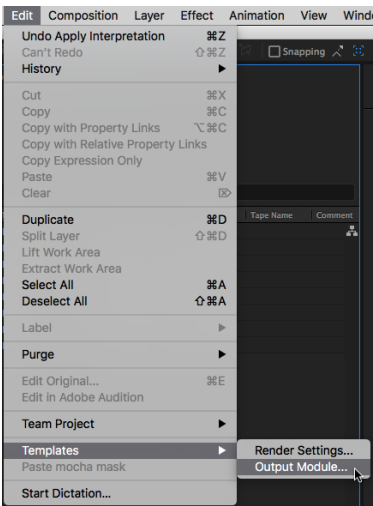 Edit Composition Layer Effect Animation View Wind
Undo Apply Interpretation ⌘Z
Can't Redo ⇧⌘Z
Snapping
History ▶
Cut ⌘X
Copy ⌘C
Copy with Property Links ⌥⌘C
Copy with Relative Property Links
Copy Expression Only
Paste ⌘V
Clear ⌦
Duplicate ⌘D
Tape Name Comment
Split Layer ⇧⌘D
Lift Work Area
Extract Work Area
Select All ⌘A
Deselect All ⇧⌘A
Label ▶
Purge ▶
Edit Original... ⌘E
Edit in Adobe Audition
Team Project ▶
Templates ▶
Render Settings...
Paste mocha mask
Output Module...
Start Dictation...